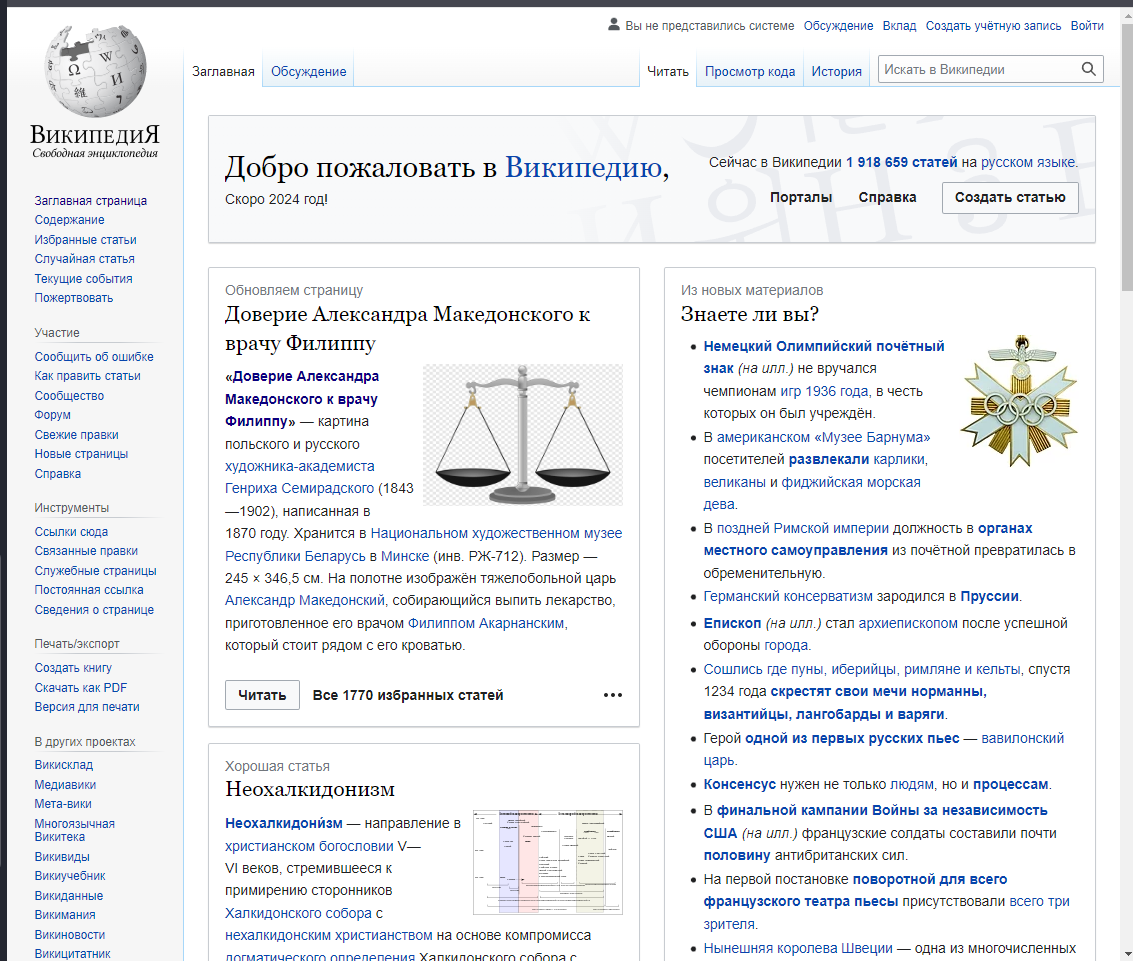 Вы не представились системе Обсуждение Вклад Создать учётную запись Войти
Заглавная Обсуждение Читать Просмотр кода История Искать в Википедии
ВикипедиЯ
Свободная энциклопедия
Заглавная страница
Содержание
Избранные статьи
Случайная статья
Текущие события
Пожертвовать
Участие
Сообщить об ошибке
Как править статьи
Сообщество
Форум
Свежие правки
Новые страницы
Справка
Инструменты
Ссылки сюда
Связанные правки
Служебные страницы
Постоянная ссылка
Сведения о странице
Печать/экспорт
Создать книгу
Скачать как PDF
Версия для печати
В других проектах
Викисклад
Медиавики
Мета-вики
Многоязычная
Викитека
Викивиды
Викиучебник
Викиданные
Викимания
Викиновости
Викицитатник
Добро пожаловать в Википедию,
Скоро 2024 год!
Сейчас в Википедии 1 918 659 статей на русском языке.
Порталы Справка Создать статью
Обновляем страницу
Доверие Александра Македонского к
врачу Филиппу
«Доверие Александра
Македонского к врачу
Филиппу» — картина
польского и русского
художника-академиста
Генриха Семирадского (1843
—1902), написанная в
1870 году. Хранится в Национальном художественном музее
Республики Беларусь в Минске (инв. РЖ-712). Размер —
245 × 346,5 см. На полотне изображён тяжелобольной царь
Александр Македонский, собирающийся выпить лекарство,
приготовленное его врачом Филиппом Акарнанским,
который стоит рядом с его кроватью.
Читать Все 1770 избранных статей
Хорошая статья
Неохалкидонизм
Неохалкидони́зм — направление в
христианском богословии V—
VI веков, стремившееся к
примирению сторонников
Халкидонского собора с
нехалкидонским христианством на основе компромисса
догматического определения Халкидонского собора с
Из новых материалов
Знаете ли вы?
Немецкий Олимпийский почётный
знак (на илл.) не вручался
чемпионам игр 1936 года, в честь
которых он был учреждён.
В американском «Музее Барнума»
посетителей развлекали карлики,
великаны и фиджийская морская
дева.
В поздней Римской империи должность в органах
местного самоуправления из почётной превратилась в
обременительную.
Германский консерватизм зародился в Пруссии.
Епископ (на илл.) стал архиепископом после успешной
обороны города.
Сошлись где пуны, иберийцы, римляне и кельты, спустя
1234 года скрестят свои мечи норманны,
византийцы, лангобарды и варяги.
Герой одной из первых русских пьес — вавилонский
царь.
Консенсус нужен не только людям, но и процессам.
В финальной кампании Войны за независимость
США (на илл.) французские солдаты составили почти
половину антибританских сил.
На первой постановке поворотной для всего
французского театра пьесы присутствовали всего три
зрителя.
Нынешняя королева Швеции — одна из многочисленных